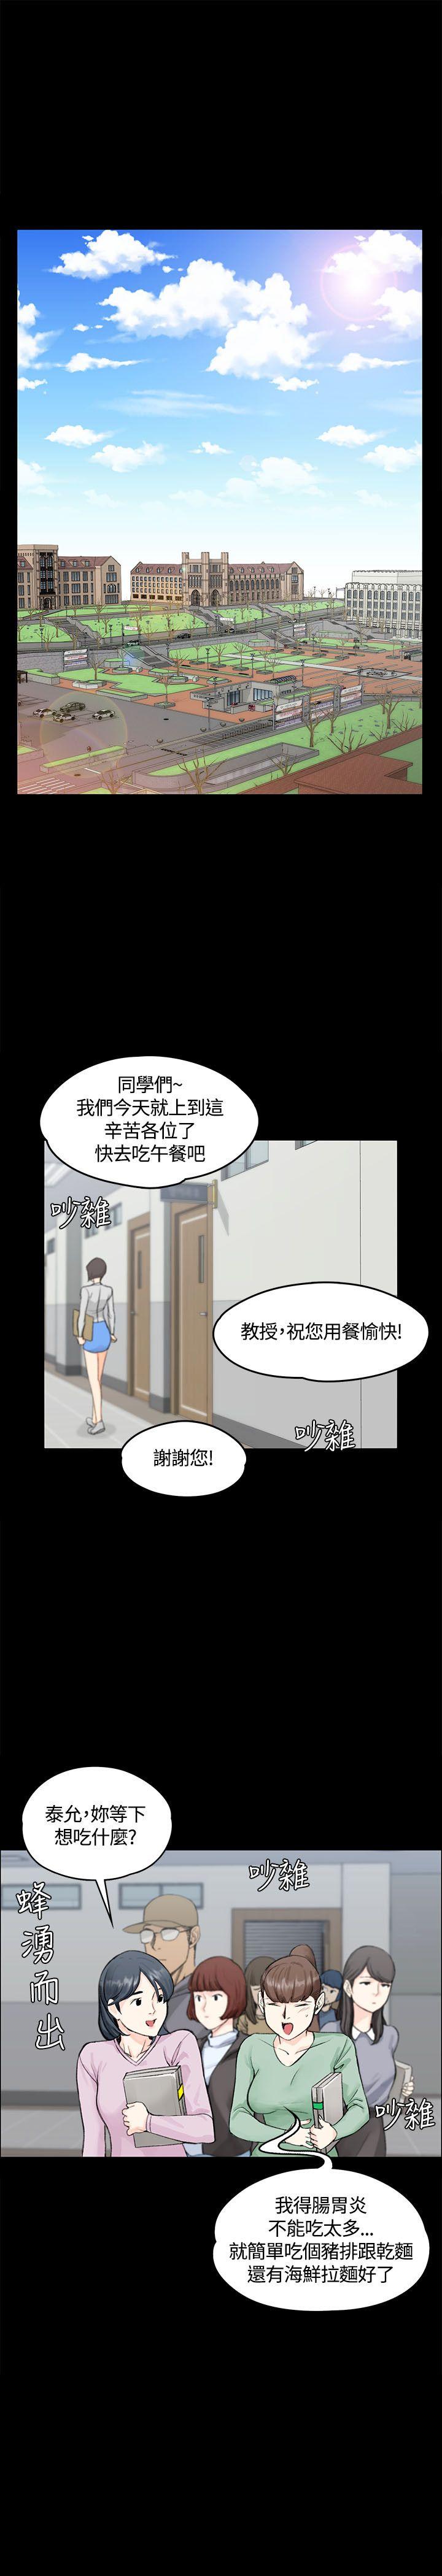 同學們~
我們今天就上到這
辛苦各位了
快去吃午餐吧
吵雜
教授，祝您用餐愉快！
吵雜
謝謝您！
泰允，妳等下
想吃什麼？
吵雜
蜂湧而出
吵雜
我得腸胃炎
不能吃太多...
就簡單吃個豬排跟乾麵
還有海鮮拉麵好了